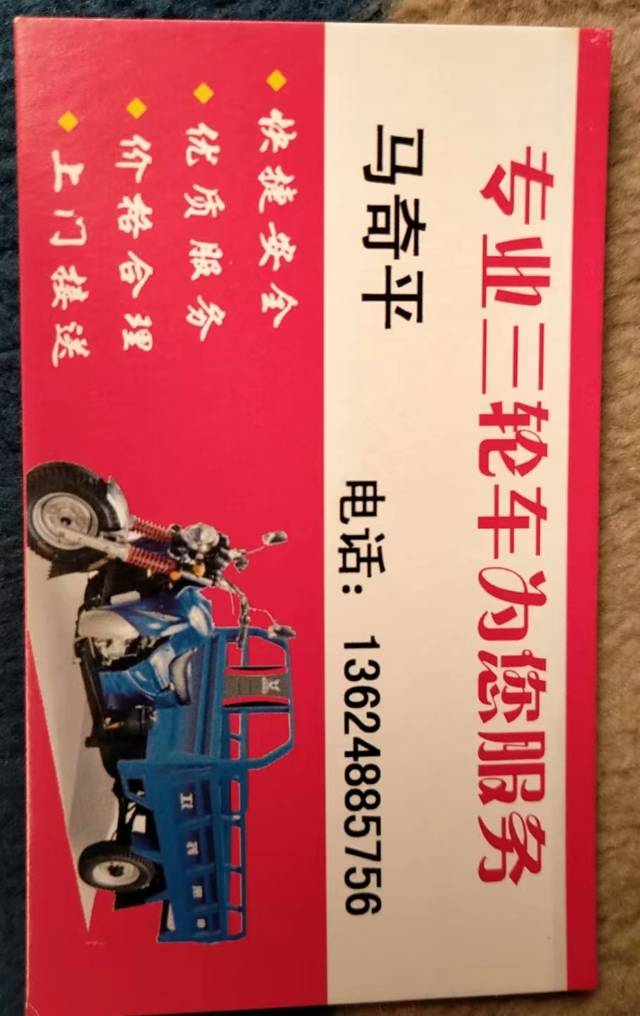 专业三轮车为您服务
马奇平
电话：13624885756
快捷安全
优质服务
价格合理
上门接送